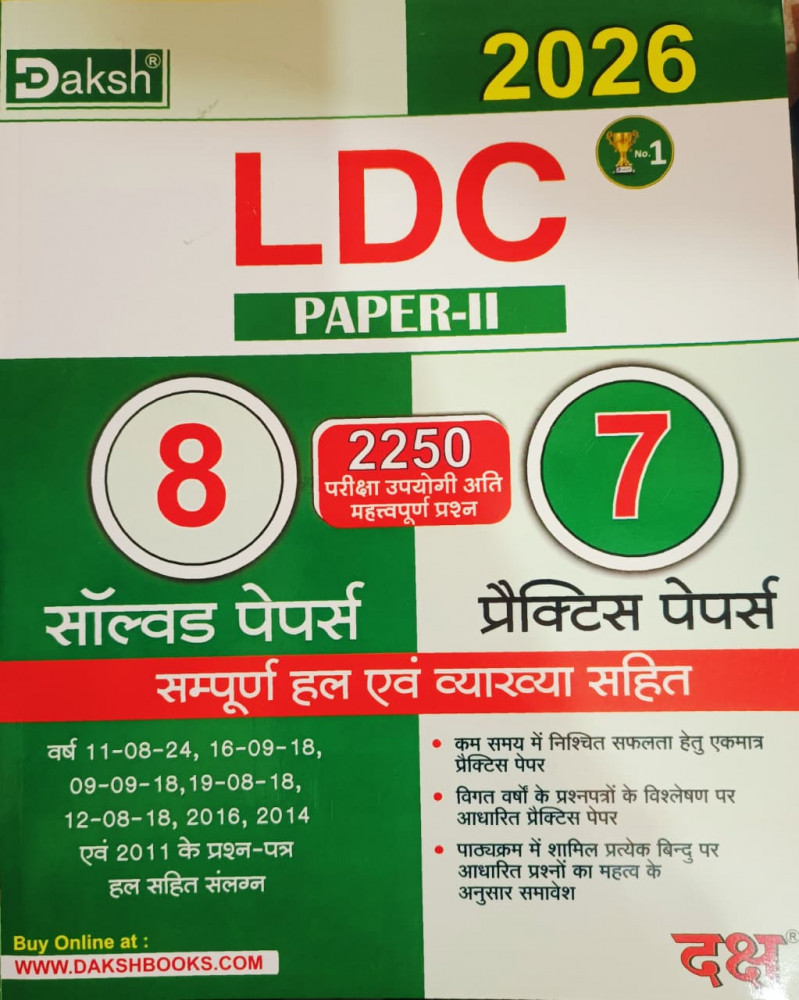 Daksh®
2026
LDC
No.1
PAPER-II
8
2250
परीक्षा उपयोगी अति
महत्त्वपूर्ण प्रश्न
7
सॉल्वड पेपर्स
प्रैक्टिस पेपर्स
सम्पूर्ण हल एवं व्याख्या सहित
वर्ष 11-08-24, 16-09-18,
09-09-18,19-08-18,
12-08-18, 2016, 2014
एवं 2011 के प्रश्न-पत्र
हल सहित संलग्न
• कम समय में निश्चित सफलता हेतु एकमात्र
प्रैक्टिस पेपर
• विगत वर्षों के प्रश्नपत्रों के विश्लेषण पर
आधारित प्रैक्टिस पेपर
• पाठ्यक्रम में शामिल प्रत्येक बिन्दु पर
आधारित प्रश्नों का महत्व के
अनुसार समावेश
Buy Online at :
WWW.DAKSHBOOKS.COM
दक्ष®